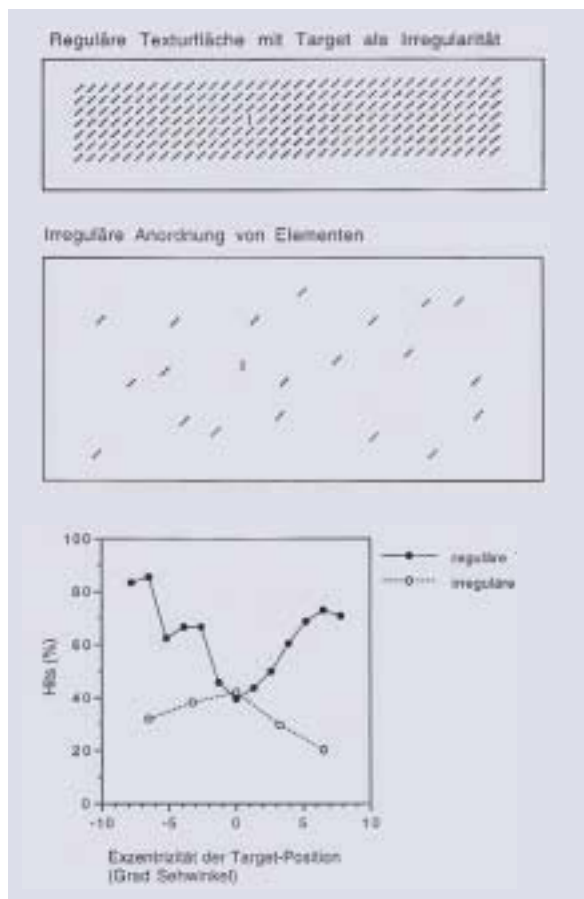 Reguläre Texturfläche mit Target als Irregularität
Irreguläre Anordnung von Elementen
100
80
60
40
20
0
Hits (%)
-10
-5
0
5
10
Exzentrizität der Target-Position
(Grad Sehwinkel)
reguläre
irreguläre